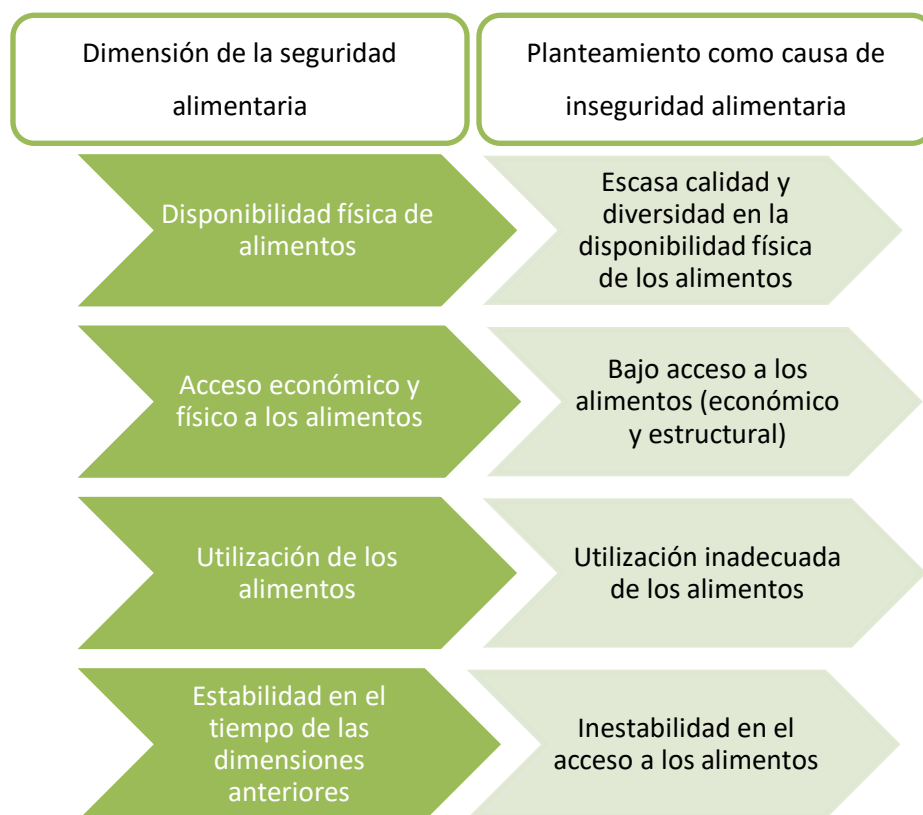 Dimensión de la seguridad
alimentaria
Planteamiento como causa de
inseguridad alimentaria
Disponibilidad física de
alimentos
Escasa calidad y
diversidad en la
disponibilidad física
de los alimentos
Acceso económico y
físico a los alimentos
Bajo acceso a los
alimentos (económico
y estructural)
Utilización de los
alimentos
Utilización inadecuada
de los alimentos
Estabilidad en el
tiempo de las
dimensiones
anteriores
Inestabilidad en el
acceso a los alimentos